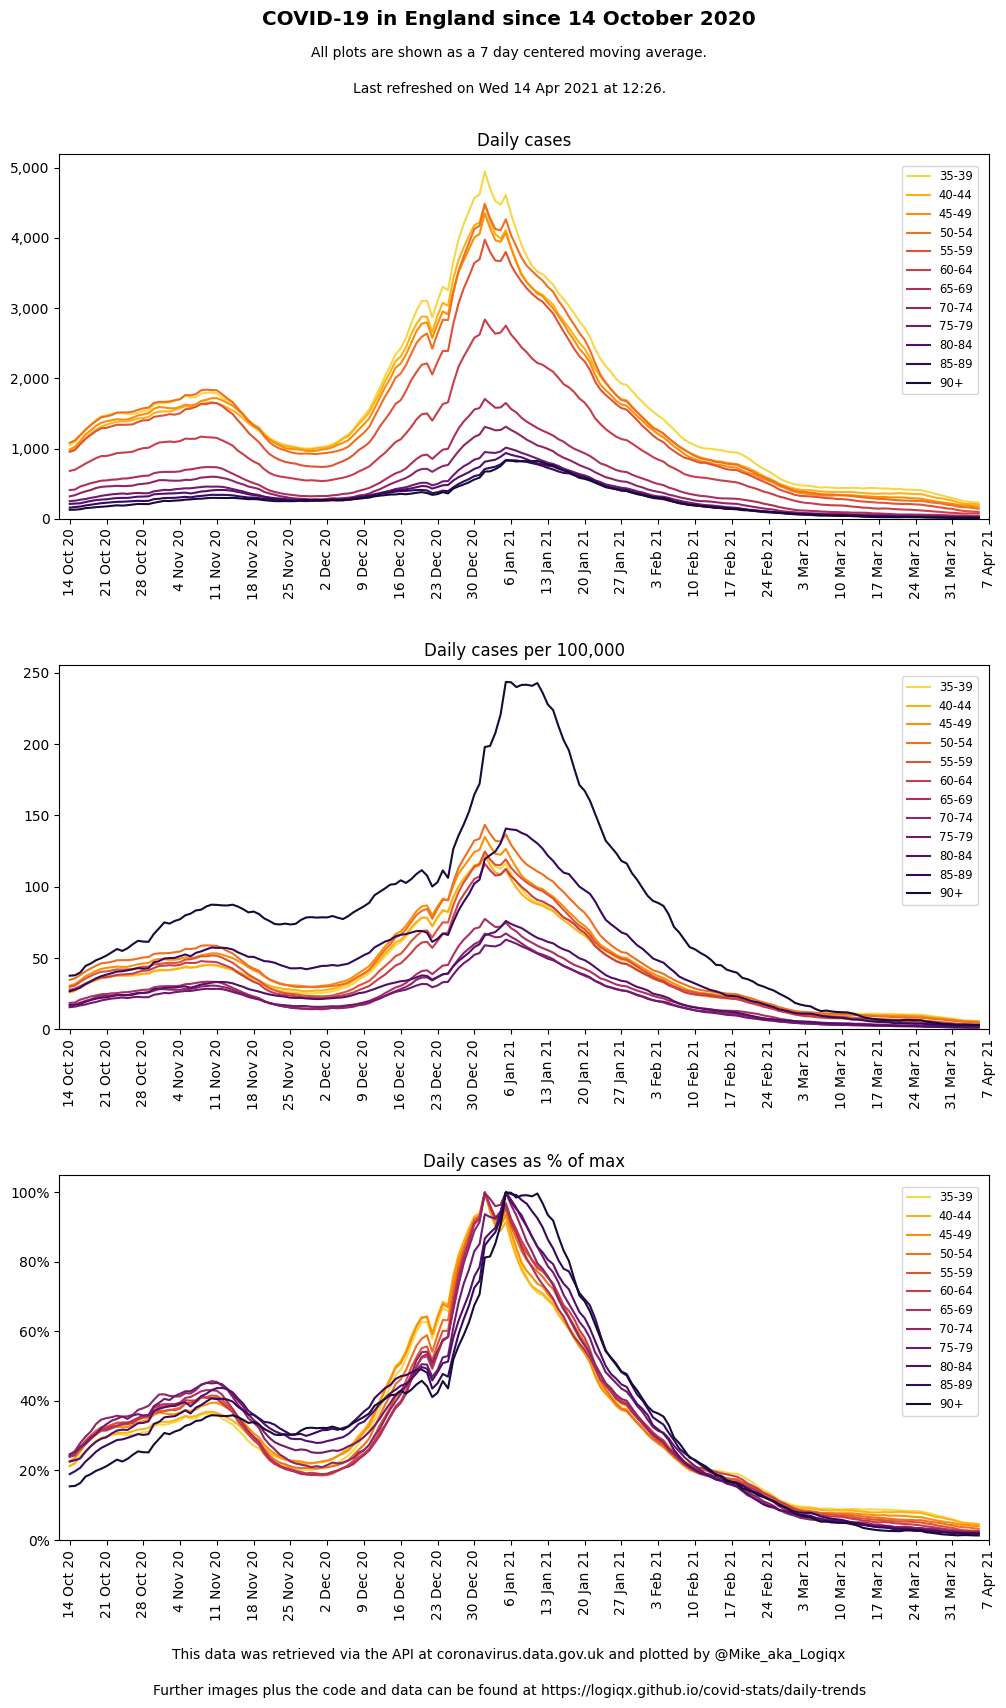 COVID-19 in England since 14 October 2020
All plots are shown as a 7 day centered moving average.
Last refreshed on Wed 14 Apr 2021 at 12:26.
Daily cases
5,000
4,000
3,000
2,000
1,000
0
35-39
40-44
45-49
50-54
55-59
60-64
65-69
70-74
75-79
80-84
85-89
90+
14 Oct 20
21 Oct 20
28 Oct 20
4 Nov 20
11 Nov 20
18 Nov 20
25 Nov 20
2 Dec 20
9 Dec 20
16 Dec 20
23 Dec 20
30 Dec 20
6 Jan 21
13 Jan 21
20 Jan 21
27 Jan 21
3 Feb 21
10 Feb 21
17 Feb 21
24 Feb 21
3 Mar 21
10 Mar 21
17 Mar 21
24 Mar 21
31 Mar 21
7 Apr 21
Daily cases per 100,000
250
200
150
100
50
0
35-39
40-44
45-49
50-54
55-59
60-64
65-69
70-74
75-79
80-84
85-89
90+
14 Oct 20
21 Oct 20
28 Oct 20
4 Nov 20
11 Nov 20
18 Nov 20
25 Nov 20
2 Dec 20
9 Dec 20
16 Dec 20
23 Dec 20
30 Dec 20
6 Jan 21
13 Jan 21
20 Jan 21
27 Jan 21
3 Feb 21
10 Feb 21
17 Feb 21
24 Feb 21
3 Mar 21
10 Mar 21
17 Mar 21
24 Mar 21
31 Mar 21
7 Apr 21
Daily cases as % of max
100%
80%
60%
40%
20%
0%
35-39
40-44
45-49
50-54
55-59
60-64
65-69
70-74
75-79
80-84
85-89
90+
14 Oct 20
21 Oct 20
28 Oct 20
4 Nov 20
11 Nov 20
18 Nov 20
25 Nov 20
2 Dec 20
9 Dec 20
16 Dec 20
23 Dec 20
30 Dec 20
6 Jan 21
13 Jan 21
20 Jan 21
27 Jan 21
3 Feb 21
10 Feb 21
17 Feb 21
24 Feb 21
3 Mar 21
10 Mar 21
17 Mar 21
24 Mar 21
31 Mar 21
7 Apr 21
This data was retrieved via the API at coronavirus.data.gov.uk and plotted by @Mike_aka_Logiqx
Further images plus the code and data can be found at https://logiqx.github.io/covid-stats/daily-trends